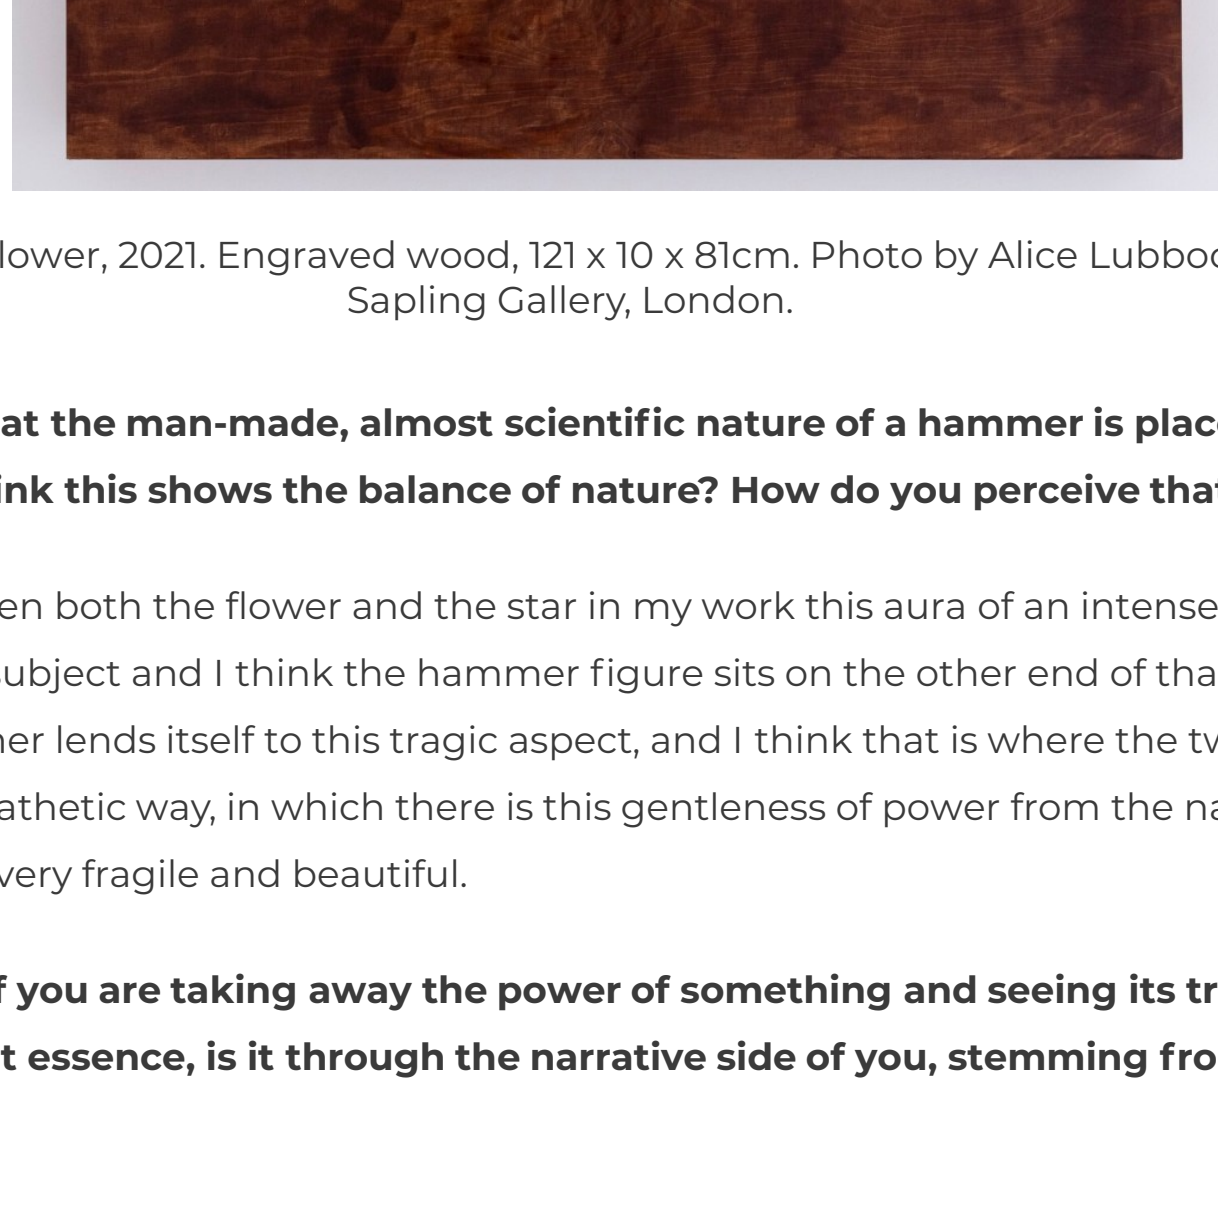 lower, 2021. Engraved wood, 121 x 10 x 81cm. Photo by Alice Lubboc
Sapling Gallery, London.
at the man-made, almost scientific nature of a hammer is plac
ink this shows the balance of nature? How do you perceive that
en both the flower and the star in my work this aura of an intense
subject and I think the hammer figure sits on the other end of tha
ner lends itself to this tragic aspect, and I think that is where the tw
athetic way, in which there is this gentleness of power from the na
very fragile and beautiful.
f you are taking away the power of something and seeing its tr
t essence, is it through the narrative side of you, stemming fro